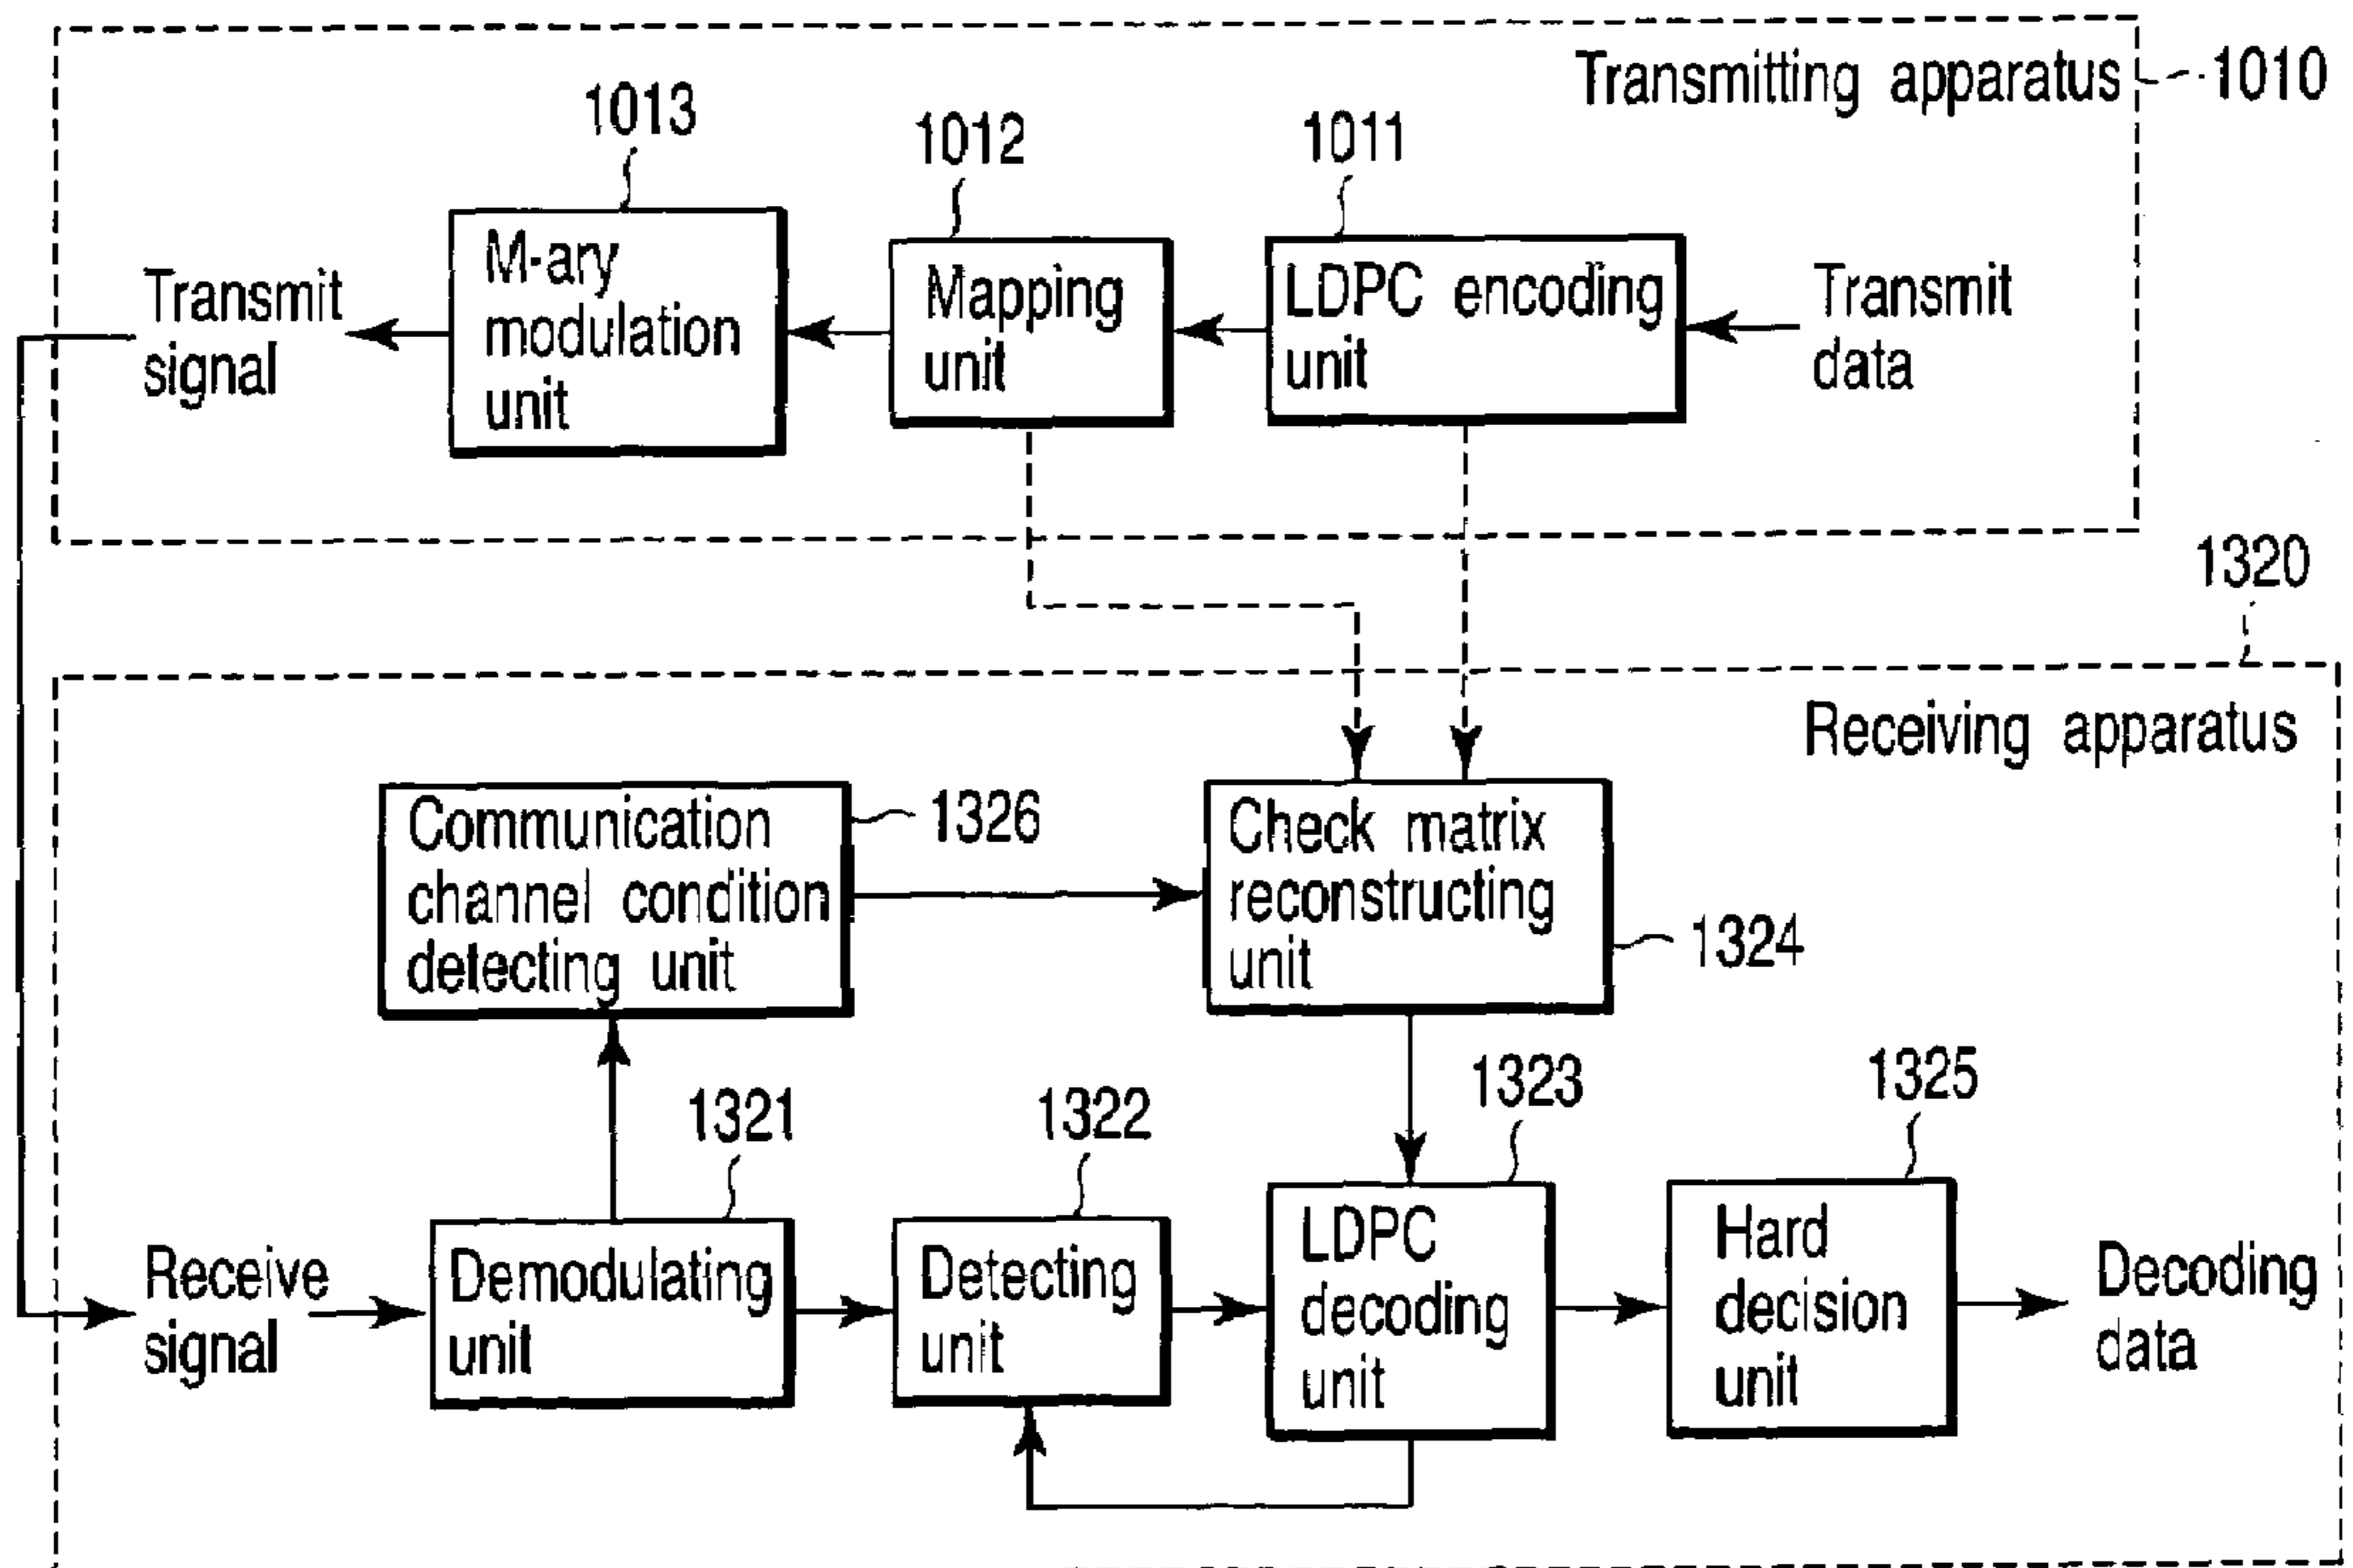 Transmitting apparatus
1010
1013
1012
1011
Transmit
signal
M-ary
modulation
unit
Mapping
unit
LDPC encoding
unit
Transmit
data
1320
Receiving apparatus
Communication
channel condition
detecting unit
1326
Check matrix
reconstructing
unit
1324
1321
1322
1323
1325
Receive
signal
Demodulating
unit
Detecting
unit
LDPC
decoding
unit
Hard
decision
unit
Decoding
data